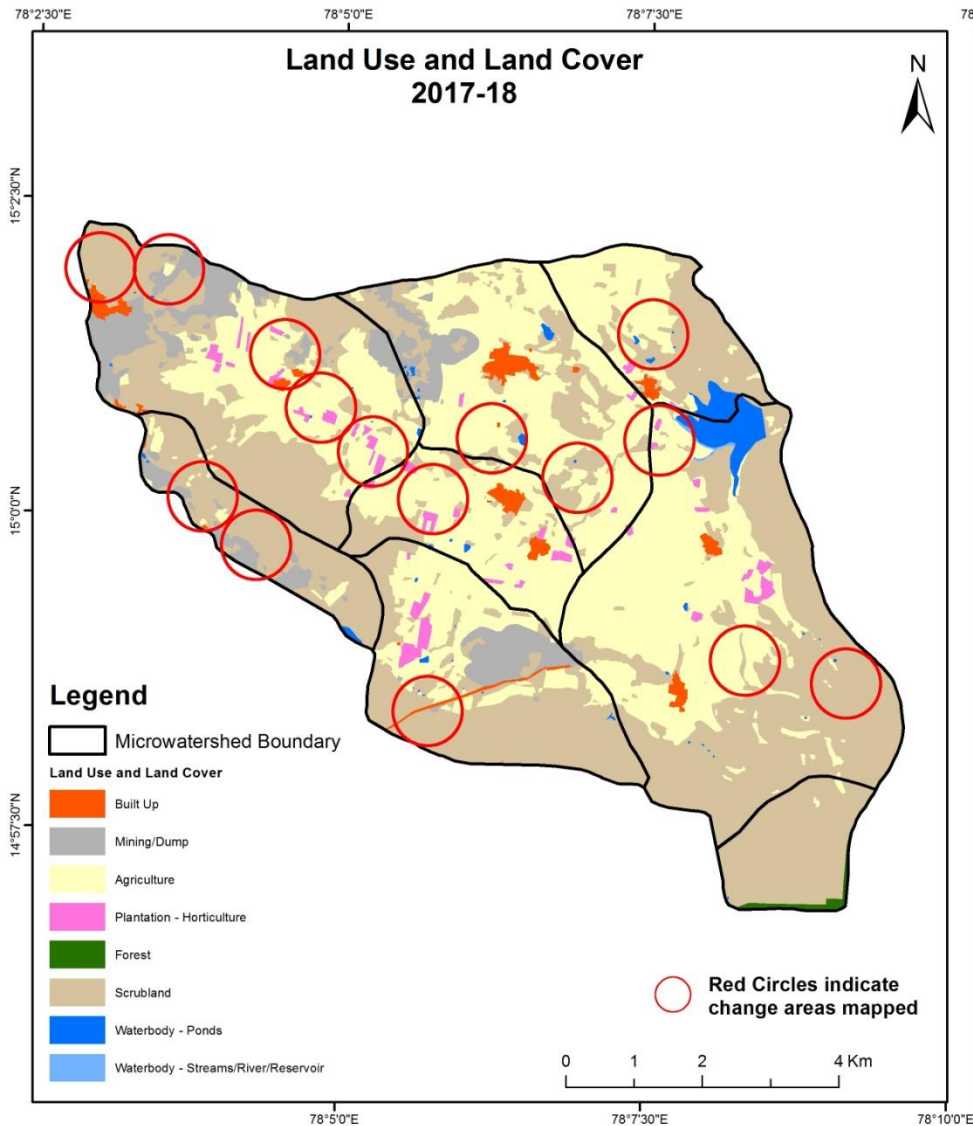 78°2'30"E
78°5'0"E
78°7'30"E
78
Land Use and Land Cover
2017-18
N
15°2'30"N
15°0'0"N
14°57'30"N
Legend
Microwatershed Boundary
Land Use and Land Cover
Built Up
Mining/Dump
Agriculture
Plantation - Horticulture
Forest
Scrubland
Waterbody - Ponds
Waterbody - Streams/River/Reservoir
Red Circles indicate
change areas mapped
0 1 2 4 Km
78°5'0"E
78°7'30"E
78°10'0"E